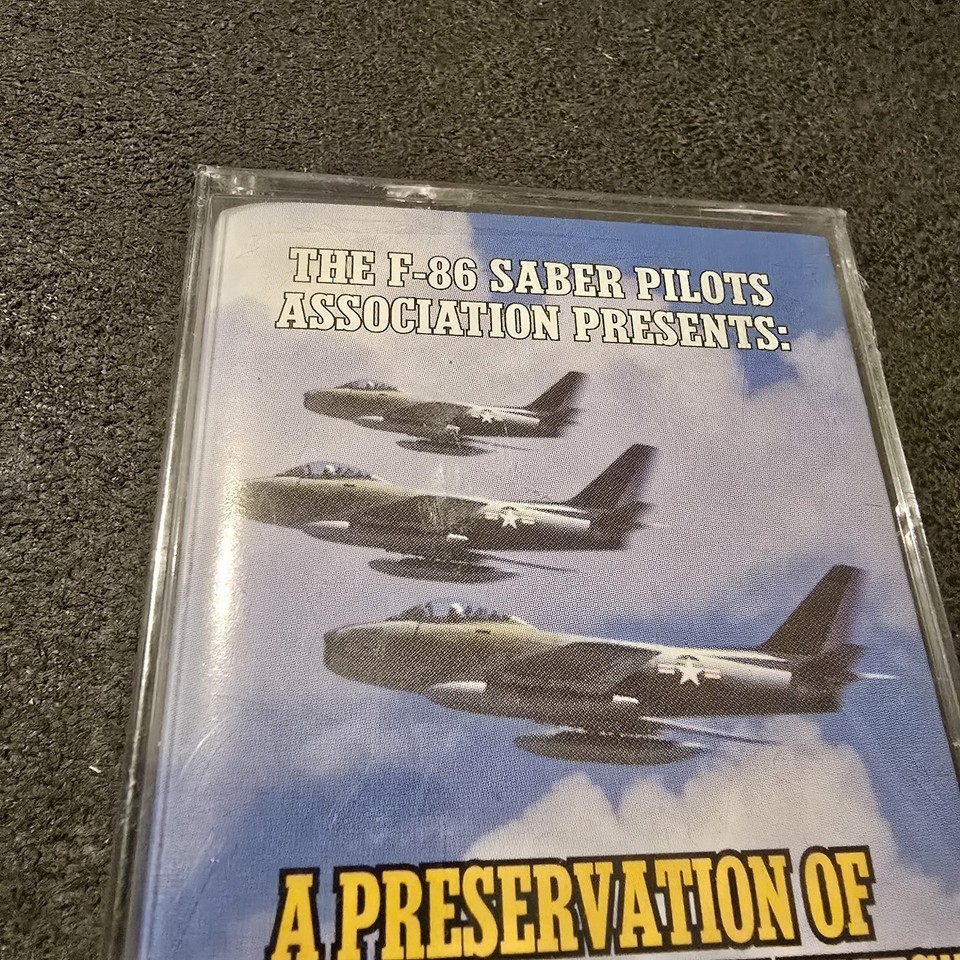 THE F-86 SABER PILOTS
ASSOCIATION PRESENTS:
A PRESERVATION OF